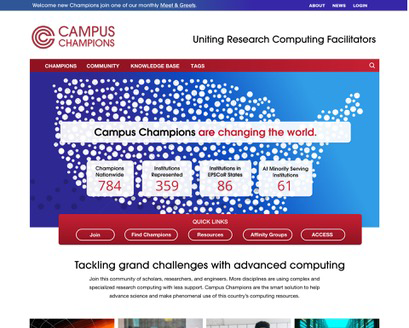 Welcome new Champions join one of our monthly Meet & Greets.
ABOUT NEWS LOGIN
CAMPUS
CHAMPIONS
Uniting Research Computing Facilitators
CHAMPIONS COMMUNITY KNOWLEDGE BASE TAGS
Campus Champions are changing the world.
Champions
Nationwide
784
Institutions
Represented
359
Institutions in
EPSCoR States
86
At Minority Serving
Institutions
61
QUICK LINKS
Join Find Champions Resources Affinity Groups ACCESS
Tackling grand challenges with advanced computing
Join this community of scholars, researchers, and engineers. More disciplines are using complex and
specialized research computing with less support. Campus Champions are the smart solution to help
advance science and make phenomenal use of this country's computing resources.